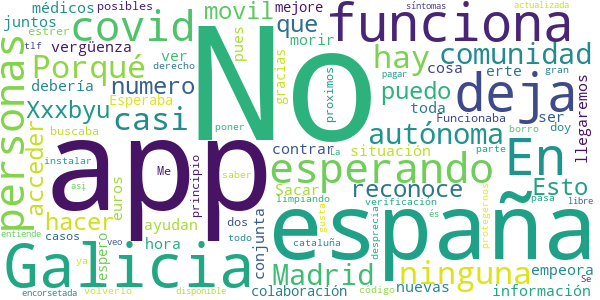 médicos posibles
juntos
estrer
tlf
vergüenza
covid
movil
ver
pues
mejore
que
morir
gracias
síntomas
funciona
actualizada
hay
comunidad
Porqué
debería
numero
Esperaba
derecho
personas
Xxxbyu
casi
buscaba
No
cosa
erte
pagar
gran
puedo
deja
toda
proximos
Funcionaba
ser
llegaremos
acceder
instalar
poner
app
Me
principio
saber
contrar
la
situación
autónoma
borro
doy
parte
En
hacer
así
ayudan
limpiando
esperando
reconoce
verificación
pasa
libre
Esto
euros
Sacar
gusta
desprecia
és
protegernos
españa
Galicia
casos
ya
espero
hora
dos
todo
conjunta
cataluña
Madrid
ninguna
empeora
entiende
veo
volverlo
disponible
colaboración
código
nuevas
información
Se
encorsetada